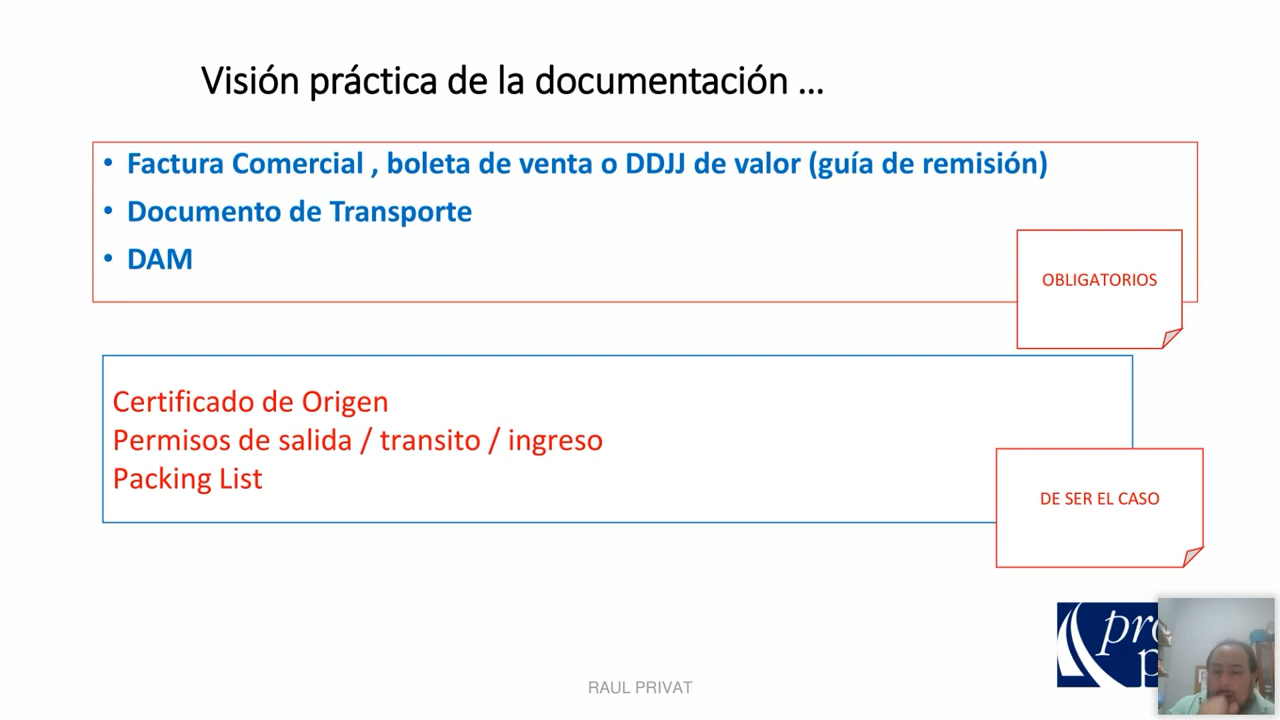 Visión práctica de la documentación ...
• Factura Comercial , boleta de venta o DDJJ de valor (guía de remisión)
• Documento de Transporte
• DAM
OBLIGATORIOS
Certificado de Origen
Permisos de salida / transito / ingreso
Packing List
DE SER EL CASO
RAUL PRIVAT